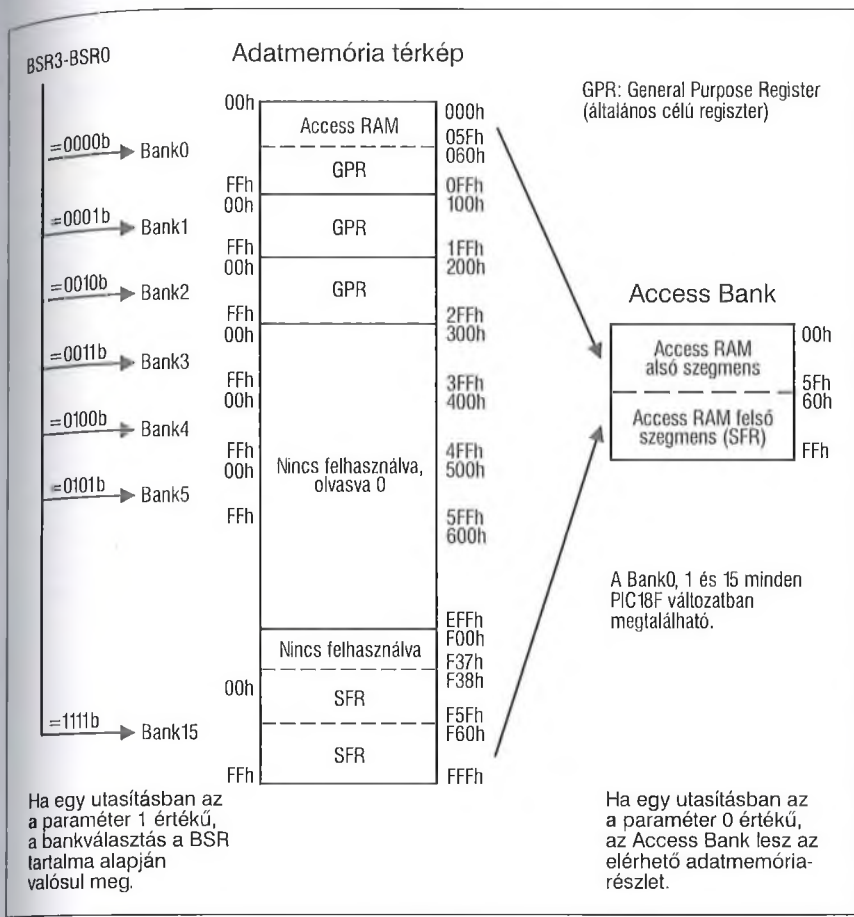 BSR3-BSR0
Adatmemória térkép
GPR: General Purpose Register
(általános célú regiszter)
00h
000h
Access RAM
05Fh
=0000b
Bank0
060h
GPR
FFh
0FFh
00h
100h
=0001b
Bank1
GPR
FFh
1FFh
00h
200h
=0010b
Bank2
GPR
FFh
2FFh
00h
300h
=0011b
Bank3
FFh
3FFh
00h
400h
=0100b
Bank4
FFh
4FFh
00h
500h
=0101b
Bank5
Nincs felhasználva,
olvasva 0
FFh
5FFh
600h
EFFh
F00h
Nincs felhasználva
F37h
F38h
00h
SFR
F5Fh
F60h
=1111b
Bank15
SFR
FFh
FFFh
Access Bank
Access RAM
alsó szegmens
00h
5Fh
60h
Access RAM felső
szegmens (SFR)
FFh
A Bank0, 1 és 15 minden
PIC18F változatban
megtalálható.
Ha egy utasításban az
a paraméter 1 értékű,
a bankválasztás a BSR
tartalma alapján
valósul meg.
Ha egy utasításban az
a paraméter 0 értékű,
az Access Bank lesz az
elérhető adatmemória-
részlet.